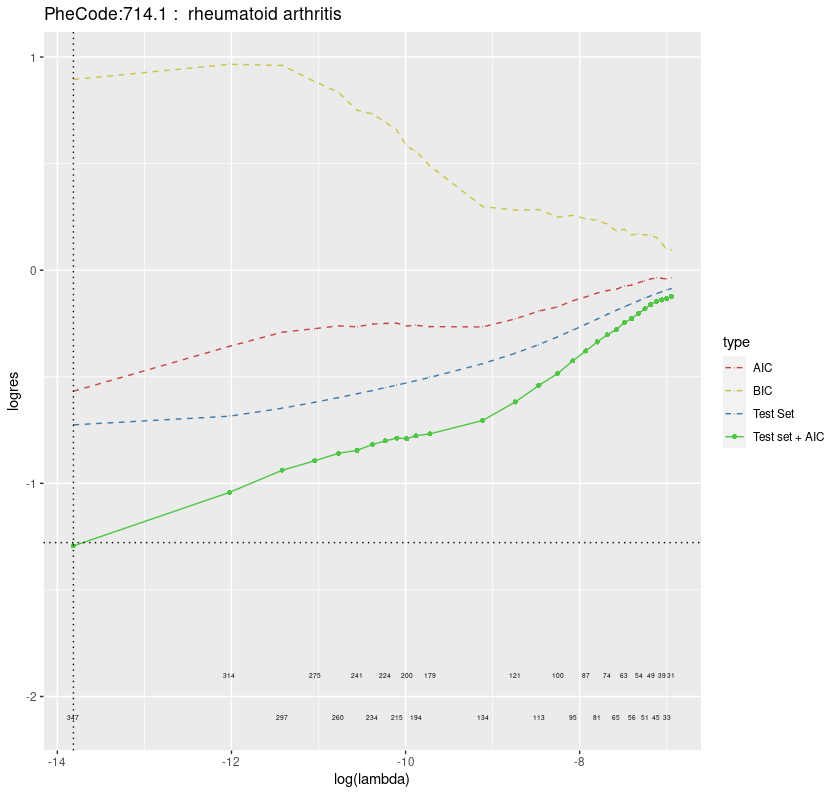 PheCode:714.1 :  rheumatoid arthritis
1
0
-1
-2
logres
314 275 241 224 200 179 121 100 87 74 63 54 49 39 31
347 297 260 234 215 194 134 113 95 81 65 56 51 45 33
-14 -12 -10 -8
log(lambda)
type
AIC
BIC
Test Set
Test set + AIC